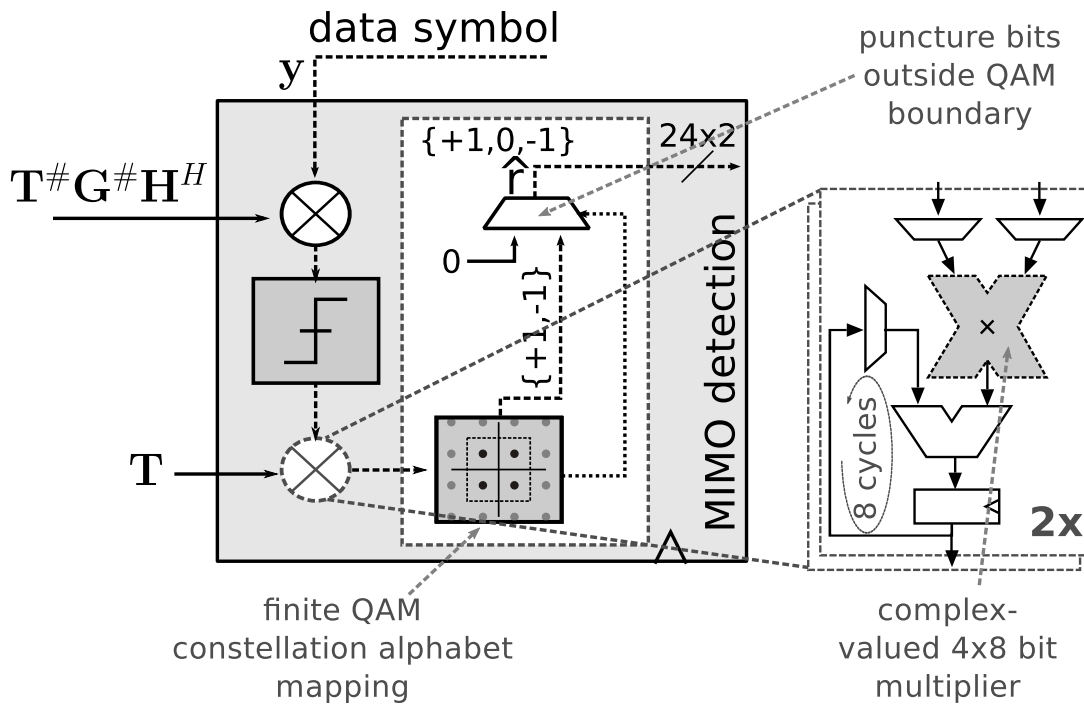 data symbol
y
puncture bits
outside QAM
boundary
{+1,0,-1}
24x2
T^#G^#H^H
r̂
0
{+1,-1}
MIMO detection
×
8 cycles
T
2x
finite QAM
constellation alphabet
mapping
complex-
valued 4x8 bit
multiplier